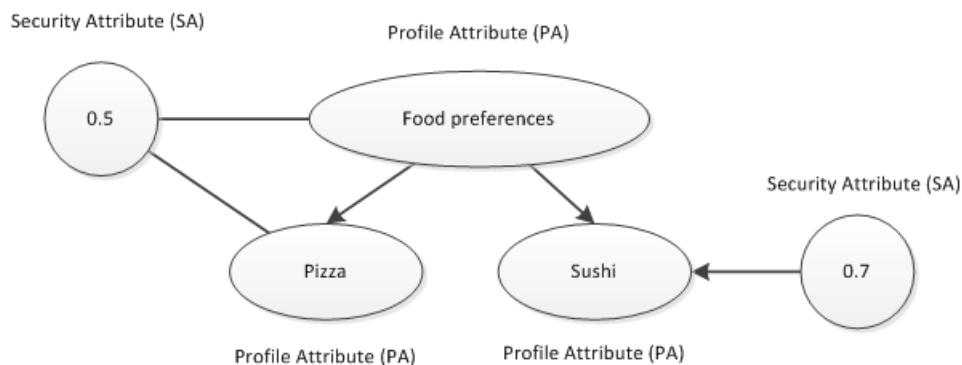 Security Attribute (SA)
Profile Attribute (PA)
0.5
Food preferences
Security Attribute (SA)
Pizza
Sushi
0.7
Profile Attribute (PA)
Profile Attribute (PA)